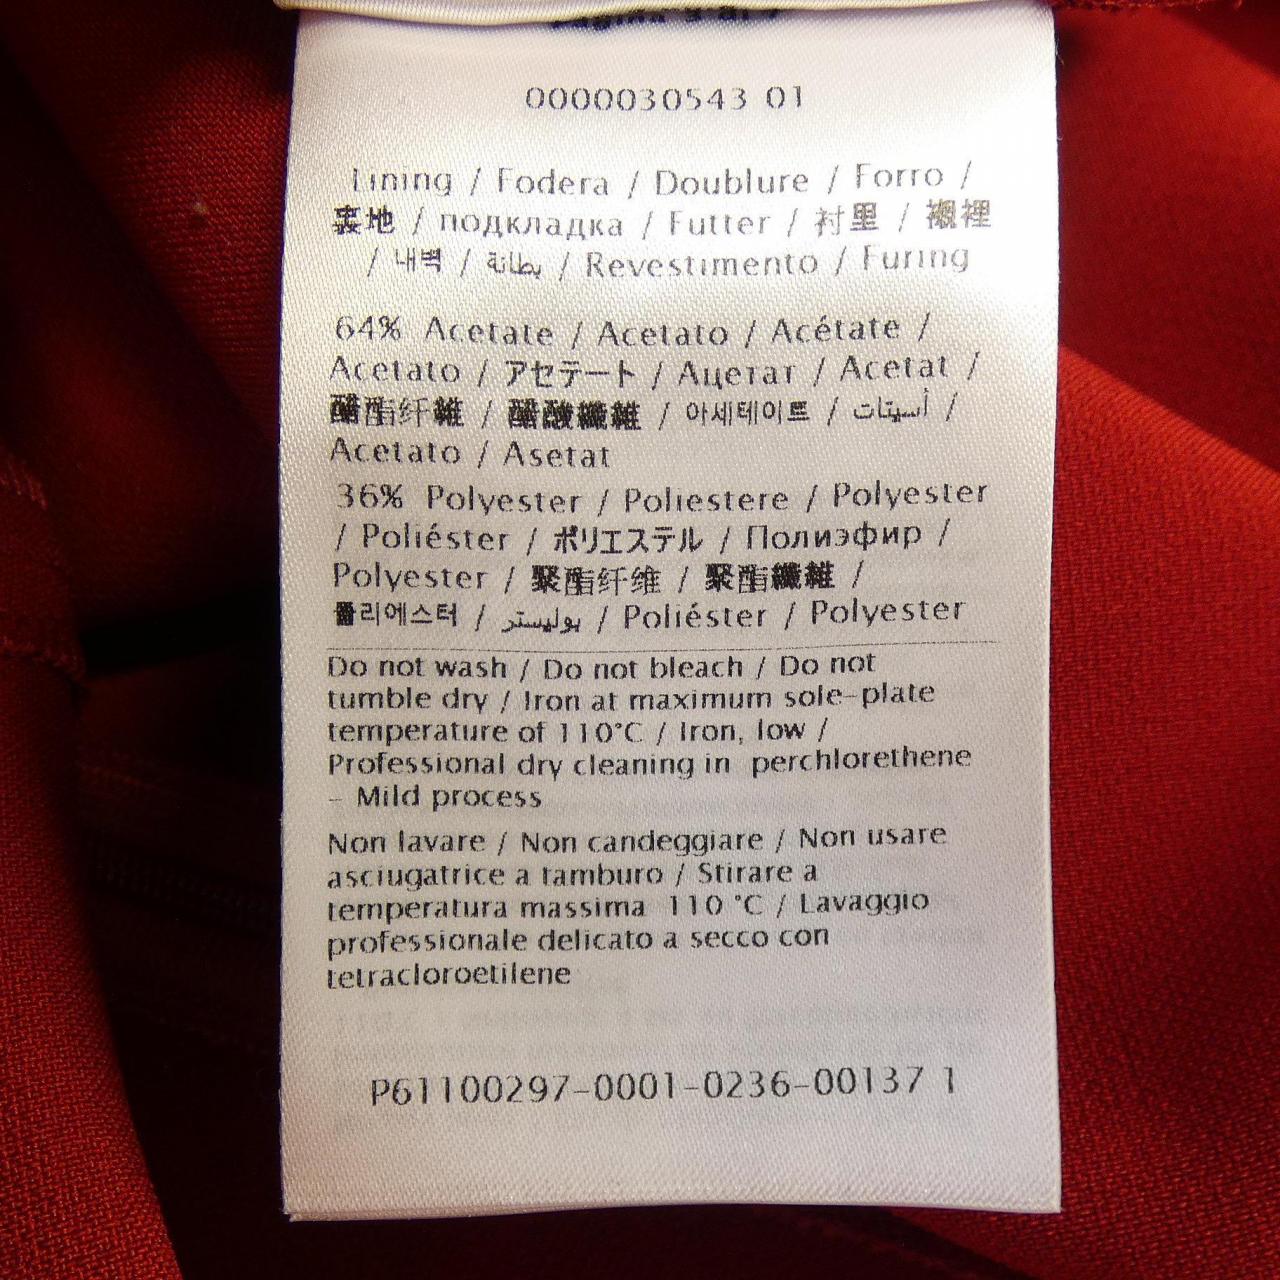 0000030543 01
Lining / Fodera / Doublure / Forro /
裏地 / подкладка / Futter / 衬里 / 襯裡
/ 내벽 / بطانة / Revestimento / Furing
64% Acetate / Acetato / Acétate /
Acetato / アセテート / Ацетат / Acetat /
醋酯纤維 / 醋酸纖維 / 아세테이트 / أسيتات /
Acetato / Asetat
36% Polyester / Poliestere / Polyester
/ Poliéster / ポリエステル / Полиэфир /
Polyester / 聚酯纤维 / 聚酯纖維 /
폴리에스터 / بوليستر / Poliéster / Polyester
Do not wash / Do not bleach / Do not
tumble dry / Iron at maximum sole-plate
temperature of 110°C / Iron, low /
Professional dry cleaning in perchlorethene
- Mild process
Non lavare / Non candeggiare / Non usare
asciugatrice a tamburo / Stirare a
temperatura massima 110 °C / Lavaggio
professionale delicato a secco con
tetracloroetilene
P61100297-0001-0236-00137 1